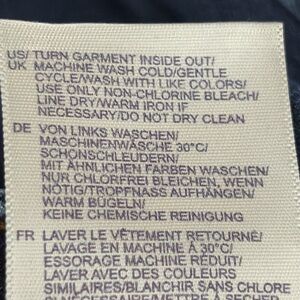 US/ TURN GARMENT INSIDE OUT/
UK MACHINE WASH COLD/GENTLE
CYCLE/WASH WITH LIKE COLORS/
USE ONLY NON-CHLORINE BLEACH/
LINE DRY/WARM IRON IF
NECESSARY/DO NOT DRY CLEAN
DE VON LINKS WASCHEN/
MASCHINENWÄSCHE 30°C/
SCHONSCHLEUDERN/
MIT ÄHNLICHEN FARBEN WASCHEN/
NUR CHLORFREI BLEICHEN, WENN
NÖTIG/TROPFNASS AUFHÄNGEN/
WARM BÜGELN/
KEINE CHEMISCHE REINIGUNG
FR LAVER LE VÊTEMENT RETOURNÉ/
LAVAGE EN MACHINE À 30°C/
ESSORAGE MACHINE RÉDUIT/
LAVER AVEC DES COULEURS
SIMILAIRES/BLANCHIR SANS CHLORE